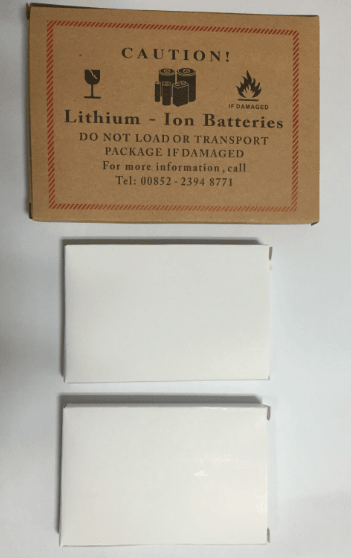 CAUTION!
IF DAMAGED
Lithium - Ion Batteries
DO NOT LOAD OR TRANSPORT
PACKAGE IF DAMAGED
For more information, call
Tel: 00852 - 2394 8771